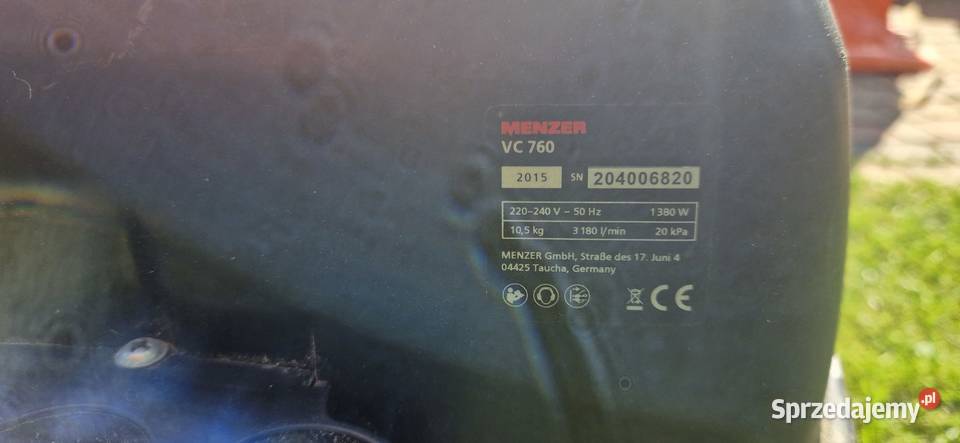 MENZER
VC 760
2015 SN 204006820
220-240 V ~ 50 Hz 1380 W
10,5 kg 3180 l/min 20 kPa
MENZER GmbH, Straße des 17. Juni 4
04425 Taucha, Germany
CE
Sprzedajemy.pl